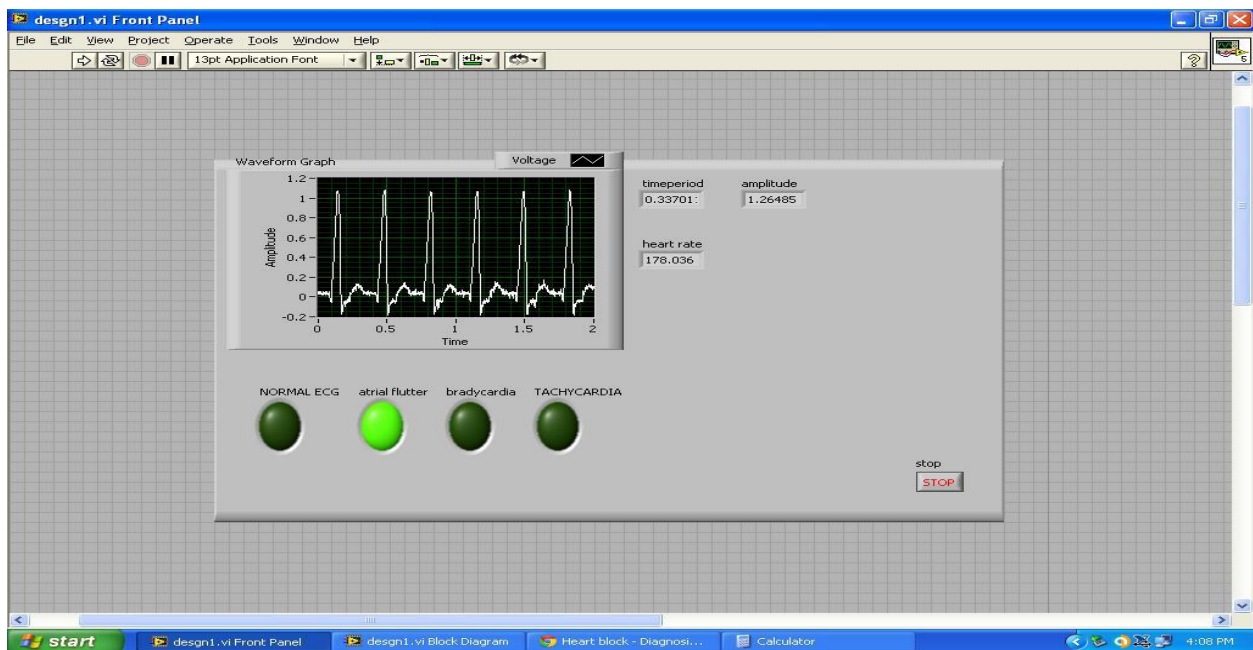 desgn1.vi Front Panel
File Edit View Project Operate Tools Window Help
13pt Application Font
5
Waveform Graph
Voltage
1.2
1
0.8
0.6
0.4
0.2
0
-0.2
Amplitude
0 0.5 1 1.5 2
Time
timeperiod amplitude
0.33701: 1.26485
heart rate
178.036
NORMAL ECG atrial flutter bradycardia TACHYCARDIA
stop
STOP
start desgn1.vi Front Panel desgn1.vi Block Diagram Heart block - Diagnosi... Calculator 4:08 PM